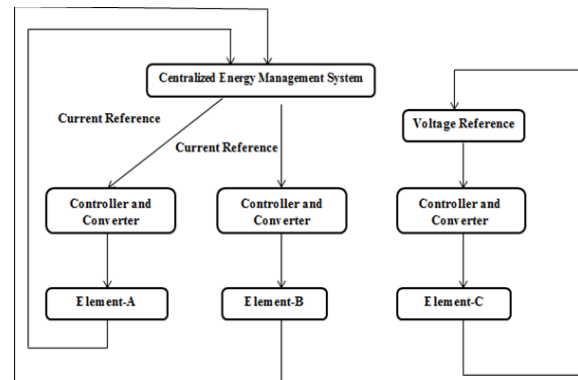 Centralized Energy Management System
Current Reference
Voltage Reference
Current Reference
Controller and
Converter
Controller and
Converter
Controller and
Converter
Element-A
Element-B
Element-C